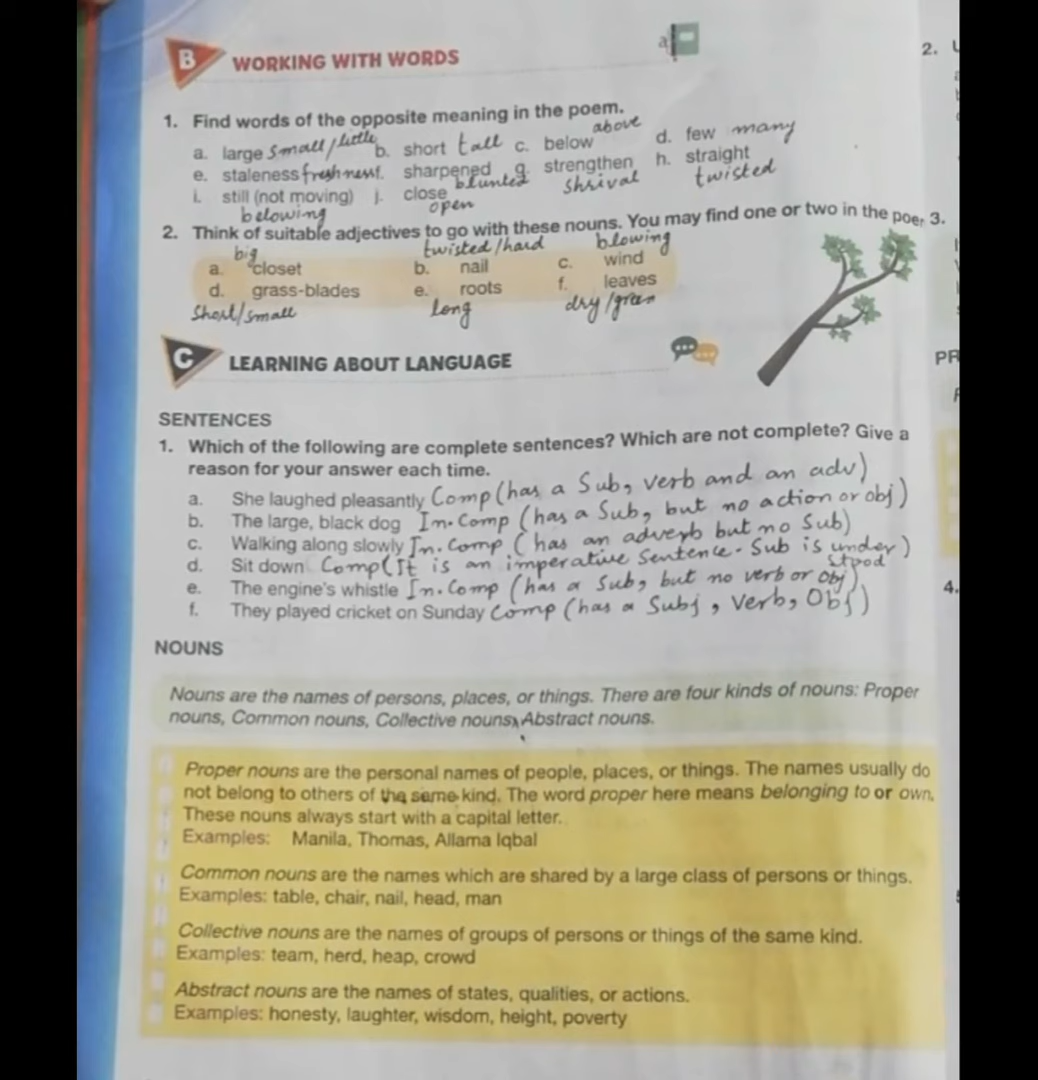 B WORKING WITH WORDS
1. Find words of the opposite meaning in the poem.
a. large small/little b. short tall c. below above d. few many
e. staleness freshness f. sharpened blunted g. strengthen shrival h. straight twisted
i. still (not moving) belowing j. close open
2. Think of suitable adjectives to go with these nouns. You may find one or two in the poe
a. big closet b. twisted/hard nail c. blowing wind
d. grass-blades e. roots f. leaves
Short/small long dry/green
C LEARNING ABOUT LANGUAGE
SENTENCES
1. Which of the following are complete sentences? Which are not complete? Give a
reason for your answer each time.
a. She laughed pleasantly Comp (has a Sub, verb and an adv)
b. The large, black dog In.Comp (has a Sub, but no action or obj)
c. Walking along slowly In.Comp (has an adverb but no Sub)
d. Sit down Comp (It is an imperative Sentence. Sub is understood)
e. The engine's whistle In.Comp (has a Sub, but no verb or obj)
f. They played cricket on Sunday Comp (has a Subj, Verb, Obj)
NOUNS
Nouns are the names of persons, places, or things. There are four kinds of nouns: Proper
nouns, Common nouns, Collective nouns, Abstract nouns.
Proper nouns are the personal names of people, places, or things. The names usually do
not belong to others of the same kind. The word proper here means belonging to or own.
These nouns always start with a capital letter.
Examples: Manila, Thomas, Allama Iqbal
Common nouns are the names which are shared by a large class of persons or things.
Examples: table, chair, nail, head, man
Collective nouns are the names of groups of persons or things of the same kind.
Examples: team, herd, heap, crowd
Abstract nouns are the names of states, qualities, or actions.
Examples: honesty, laughter, wisdom, height, poverty
2.
3.
PR
4.